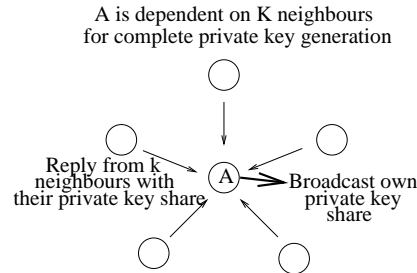 A is dependent on K neighbours
for complete private key generation
Reply from k
neighbours with
their private key share
A
Broadcast own
private key
share